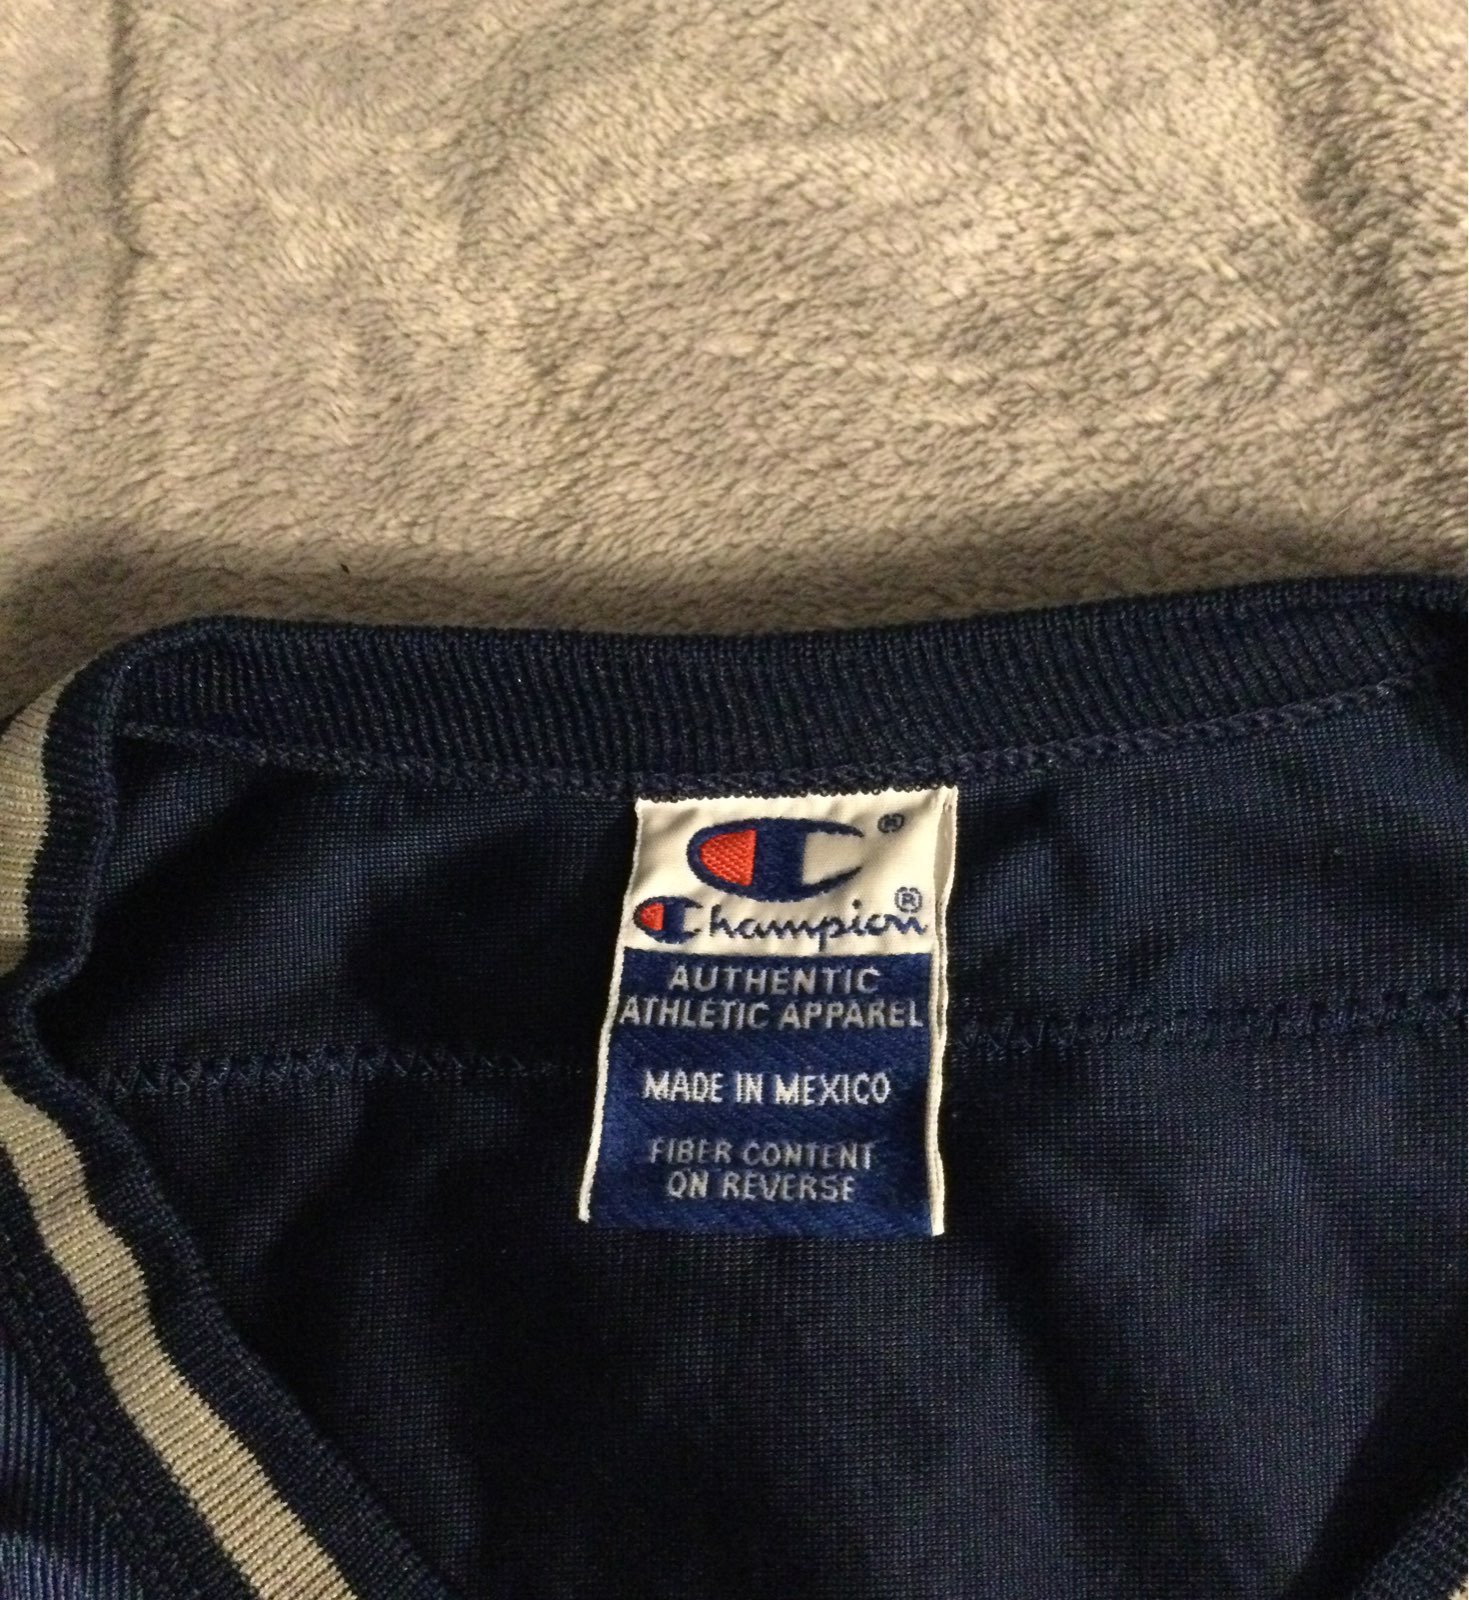 Champion®
AUTHENTIC
ATHLETIC APPAREL
MADE IN MEXICO
FIBER CONTENT
ON REVERSE